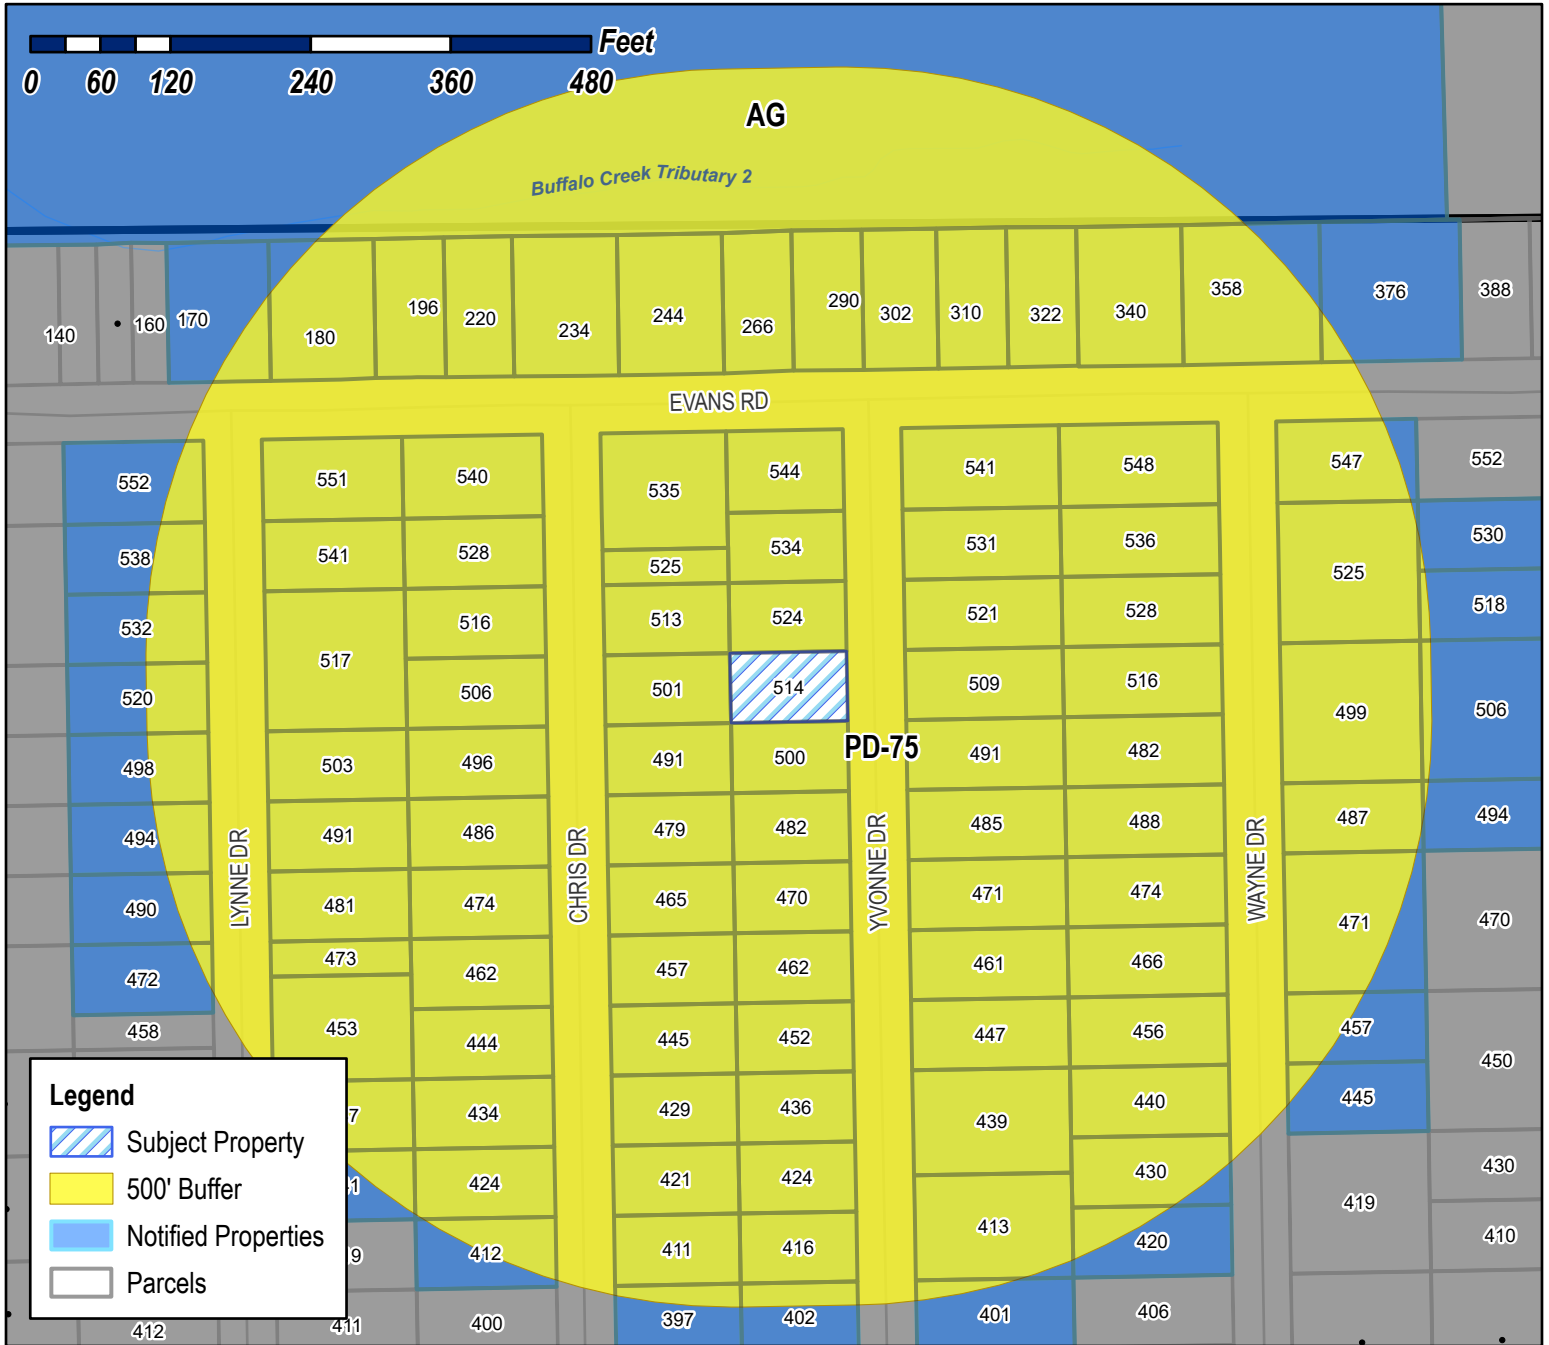 Feet
0 60 120 240 360 480
AG
Buffalo Creek Tributary 2
140 160 170 180 196 220 234 244 266 290 302 310 322 340 358 376 388
EVANS RD
552 551 540 535 544 541 548 547 552
538 541 528 525 534 531 536 525 530
532 517 516 513 524 521 528 518
520 506 501 514 509 516 499 506
PD-75
498 503 496 491 500 491 482
494 491 486 479 482 485 488 487 494
LYNNE DR
CHRIS DR
YVONNE DR
WAYNE DR
490 481 474 465 470 471 474 471 470
472 473 462 457 462 461 466
458 453 444 445 452 447 456 457 450
434 429 436 439 440 445
424 421 424 430 419 430
412 411 416 413 420 410
412 411 400 397 402 401 406
Legend
Subject Property
500' Buffer
Notified Properties
Parcels